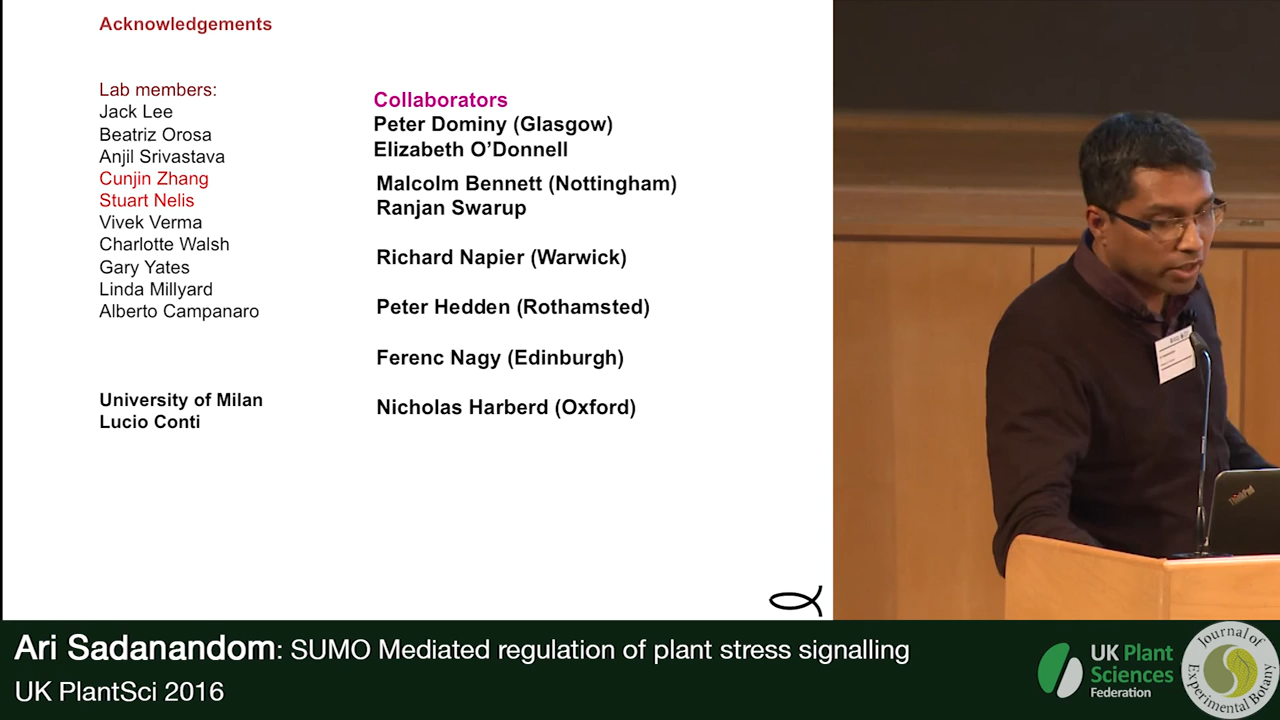 Acknowledgements
Lab members:
Jack Lee
Beatriz Orosa
Anjil Srivastava
Cunjin Zhang
Stuart Nelis
Vivek Verma
Charlotte Walsh
Gary Yates
Linda Millyard
Alberto Campanaro
University of Milan
Lucio Conti
Collaborators
Peter Dominy (Glasgow)
Elizabeth O’Donnell
Malcolm Bennett (Nottingham)
Ranjan Swarup
Richard Napier (Warwick)
Peter Hedden (Rothamsted)
Ferenc Nagy (Edinburgh)
Nicholas Harberd (Oxford)
ThinkPad
Ari Sadanandom: SUMO Mediated regulation of plant stress signalling
UK PlantSci 2016
UK Plant
Sciences
Federation
Journal of
Experimental Botany